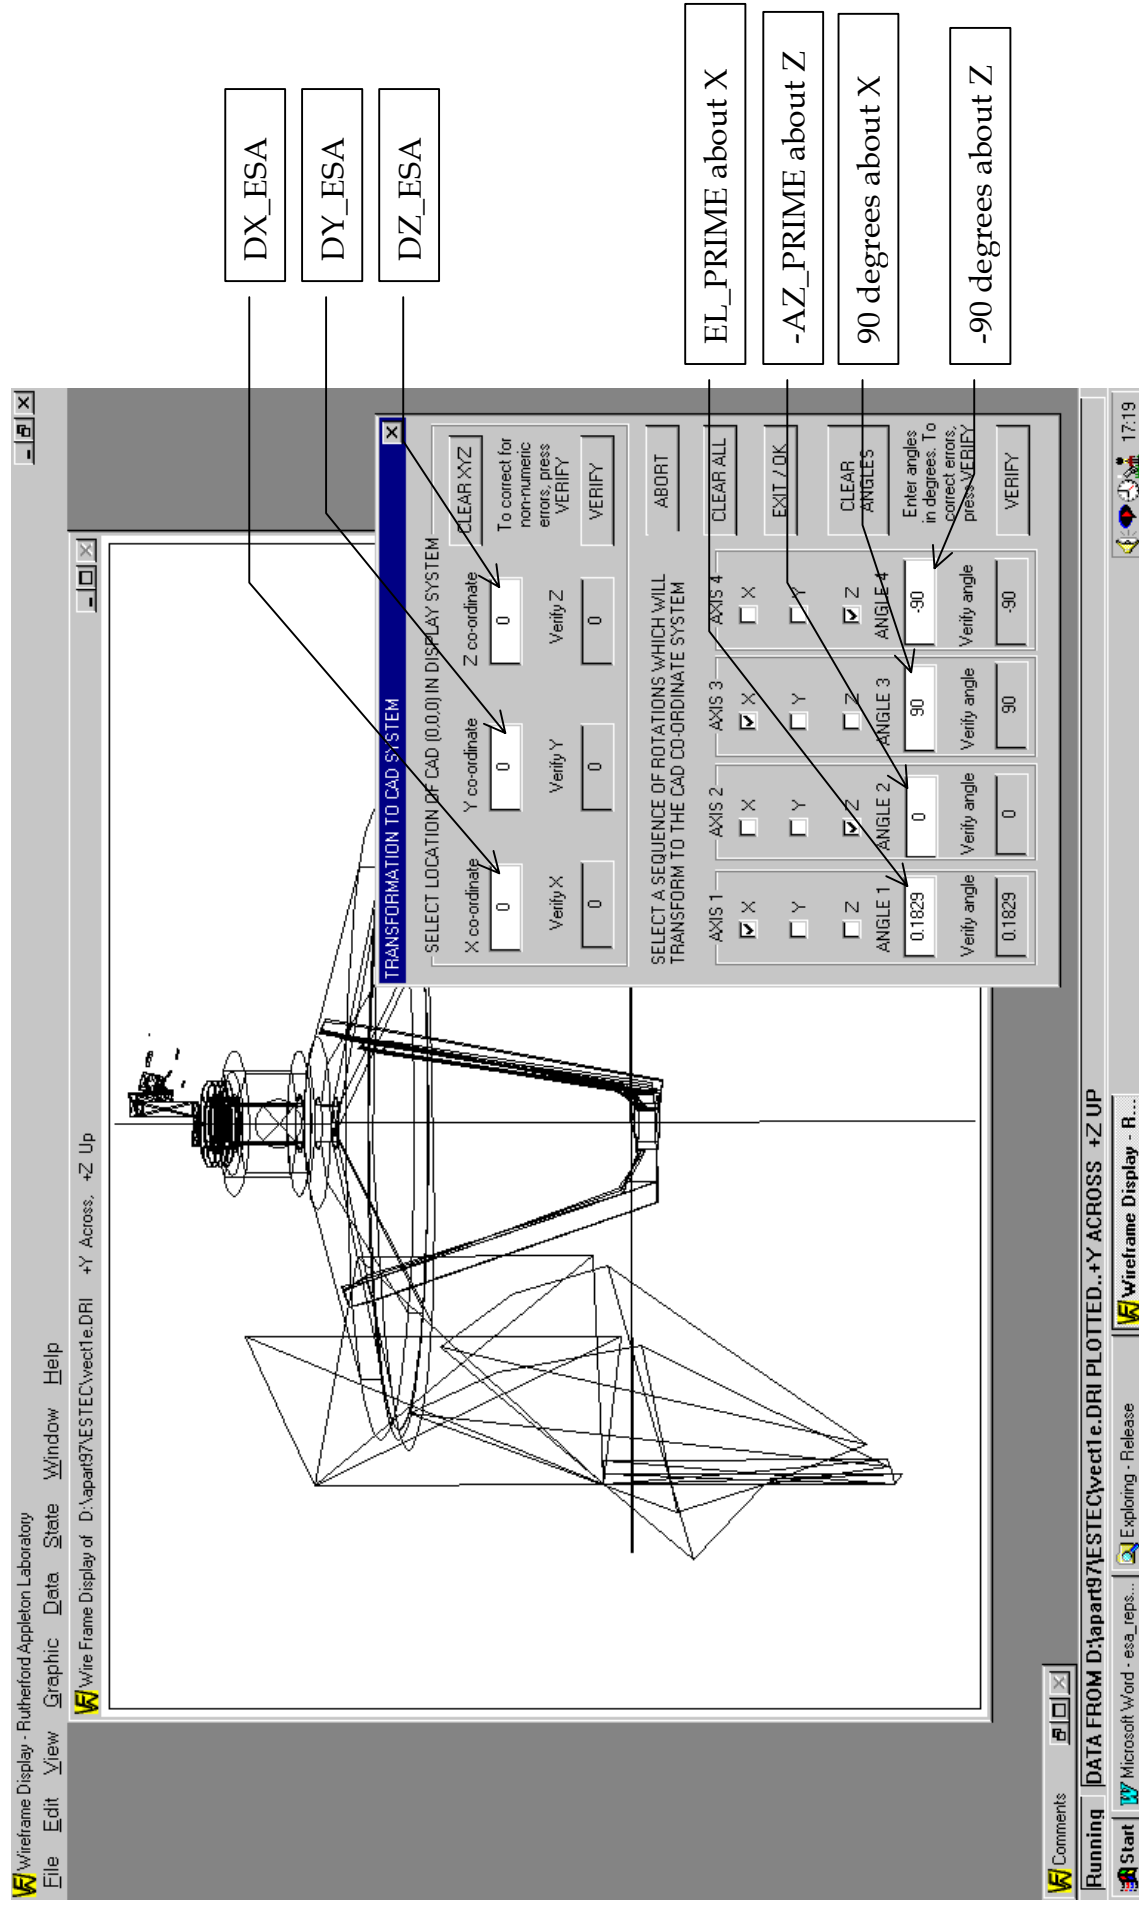 Wireframe Display - Rutherford Appleton Laboratory
File Edit View Graphic Data State Window Help
Wire Frame Display of D:\apart97\ESTEC\vect1e.DRI +Y Across, +Z Up
TRANSFORMATION TO CAD SYSTEM
SELECT LOCATION OF CAD (0,0,0) IN DISPLAY SYSTEM
X co-ordinate Y co-ordinate Z co-ordinate CLEAR XYZ
0 0 0
To correct for
non-numeric
errors, press
VERIFY
Verify X Verify Y Verify Z
0 0 0 VERIFY
SELECT A SEQUENCE OF ROTATIONS WHICH WILL
TRANSFORM TO THE CAD CO-ORDINATE SYSTEM
ABORT
AXIS 1 AXIS 2 AXIS 3 AXIS 4
X X X X CLEAR ALL
Y Y Y Y EXIT / OK
Z Z Z Z CLEAR
ANGLES
ANGLE 1 ANGLE 2 ANGLE 3 ANGLE 4
0.1829 0 90 -90
Enter angles
in degrees. To
correct errors,
press VERIFY
Verify angle Verify angle Verify angle Verify angle
0.1829 0 90 -90 VERIFY
DX_ESA
DY_ESA
DZ_ESA
EL_PRIME about X
-AZ_PRIME about Z
90 degrees about X
-90 degrees about Z
Comments
Running DATA FROM D:\apart97\ESTEC\vect1e.DRI PLOTTED..+Y ACROSS +Z UP
Start Microsoft Word - esa_reps... Exploring - Release Wireframe Display - R... 17:19